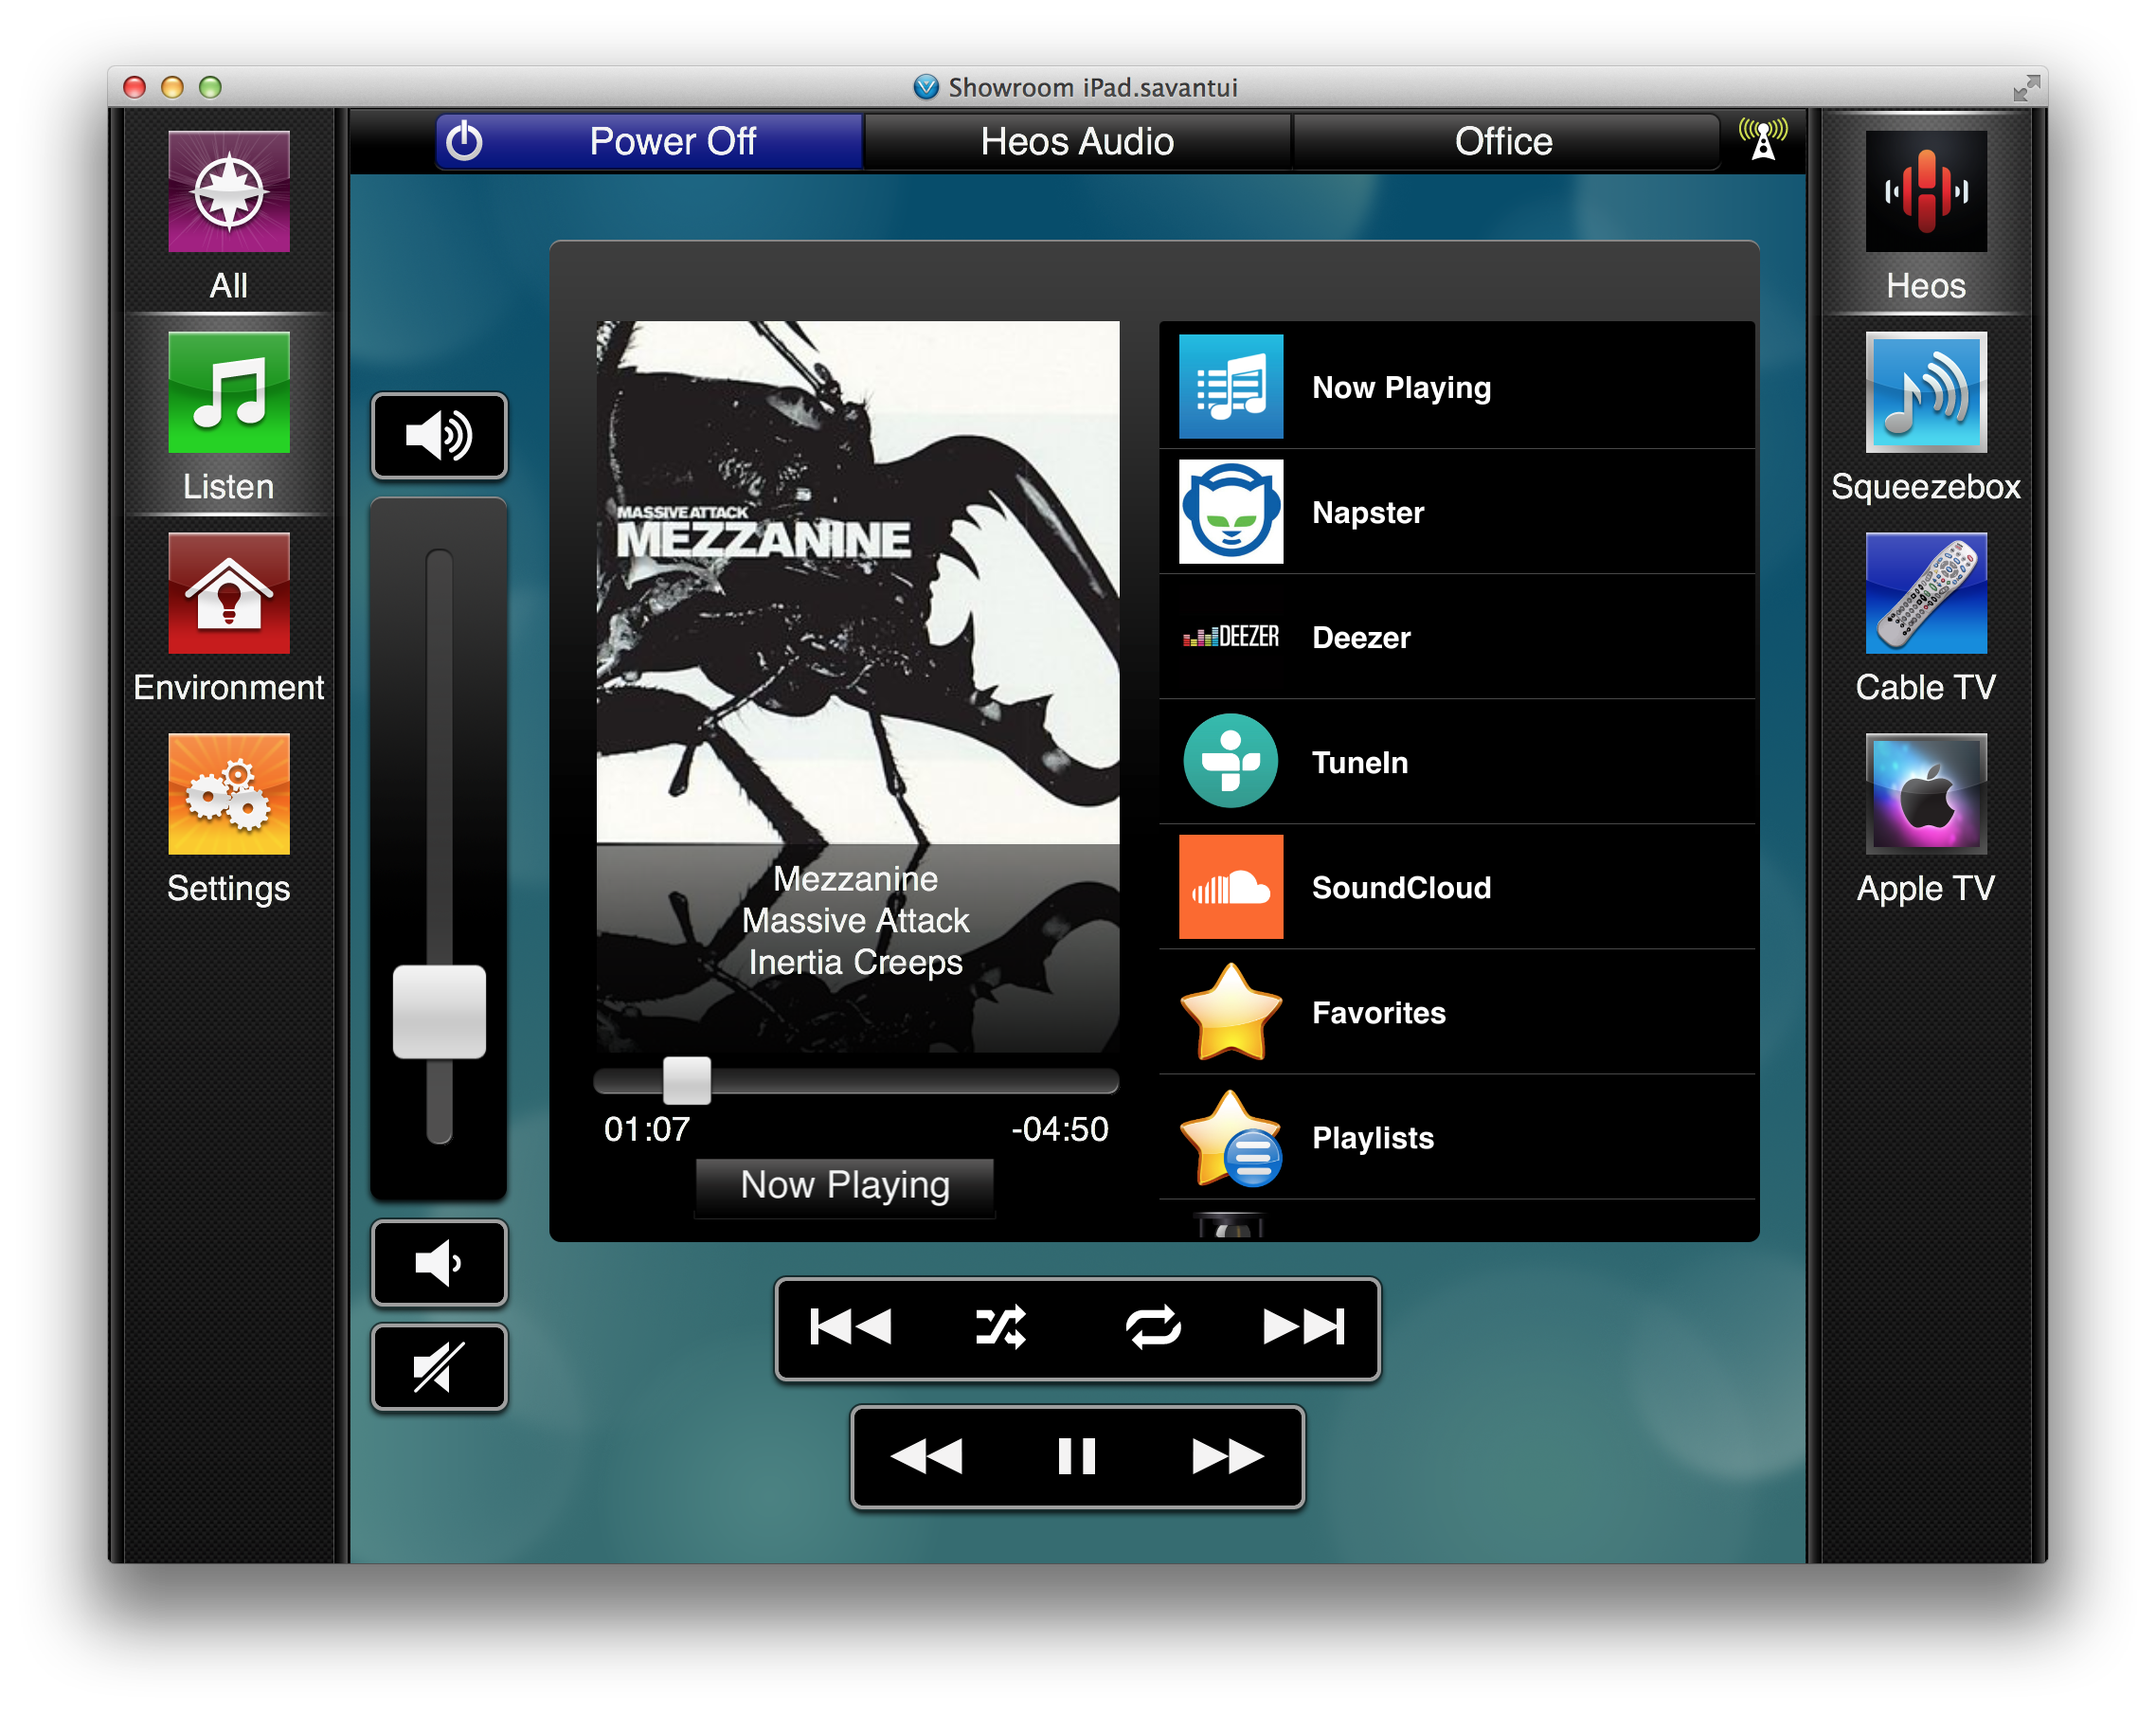 Showroom iPad.savantui
Power Off
Heos Audio
Office
All
Listen
Environment
Settings
MASSIVE ATTACK
MEZZANINE
Mezzanine
Massive Attack
Inertia Creeps
01:07
-04:50
Now Playing
Now Playing
Napster
DEEZER
Deezer
TuneIn
SoundCloud
Favorites
Playlists
Heos
Squeezebox
Cable TV
Apple TV